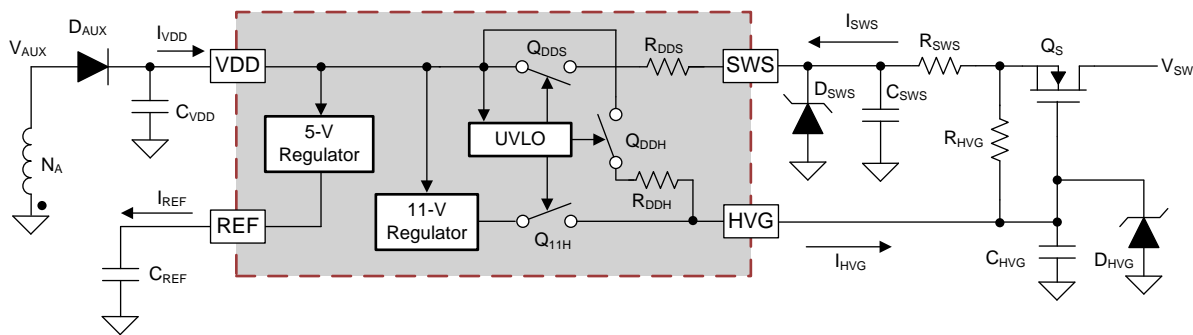 DAUX
IVDD
VAUX
VDD
CVDD
NA
IREF
REF
CREF
5-V
Regulator
11-V
Regulator
UVLO
QDDS
RDDS
QDDH
RDDH
Q11H
SWS
HVG
ISWS
DSWS
CSWS
RSWS
QS
VSW
RHVG
IHVG
CHVG
DHVG